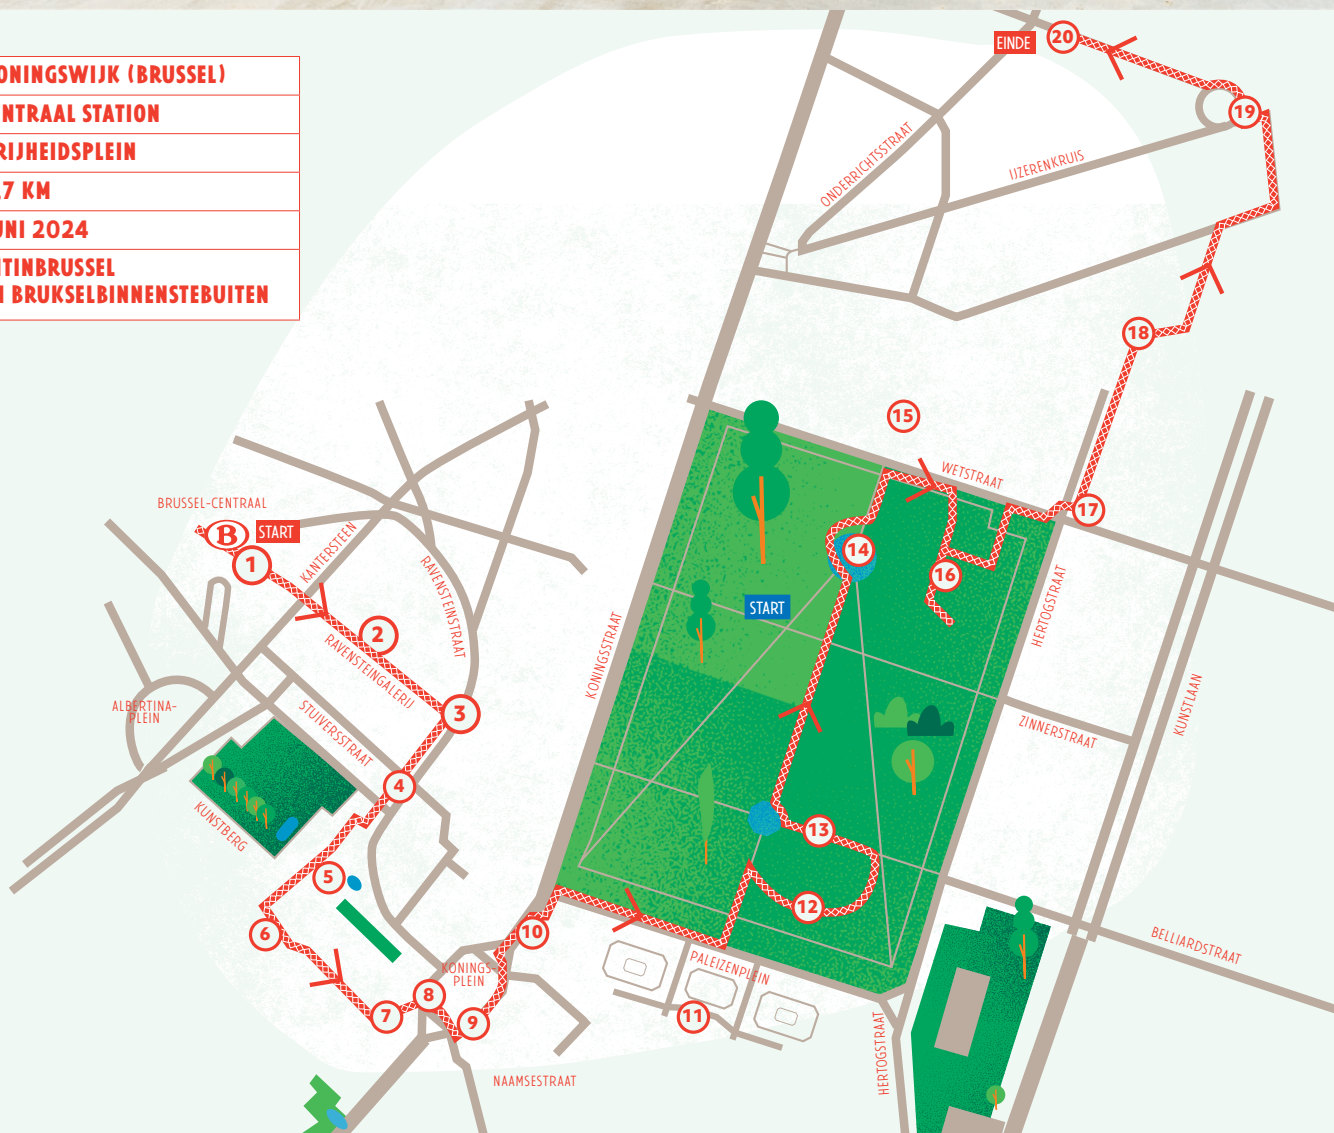 ONINGSWIJK (BRUSSEL)
NTRAAL STATION
RIJHEIDSPLEIN
7 KM
UNI 2024
TINBRUSSEL
BRUKSELBINNENSTEBUITEN
EINDE
20
19
ONDERRICHTSSTRAAT
IJZERENKRUIS
18
15
WETSTRAAT
17
BRUSSEL-CENTRAAL
B
START
1
KANTERSTEEN
RAVENSTEINSTRAAT
2
RAVENSTEINGALERIJ
3
14
16
START
HERTOGSTRAAT
KONINGSSTRAAT
ALBERTINA-
PLEIN
STUIVERSSTRAAT
ZINNERSTRAAT
KUNSTLAAN
4
KUNSTBERG
5
13
12
6
10
BELLIARDSTRAAT
KONINGS-
PLEIN
PALEIZENPLEIN
8
7
9
11
HERTOGSTRAAT
NAAMSESTRAAT